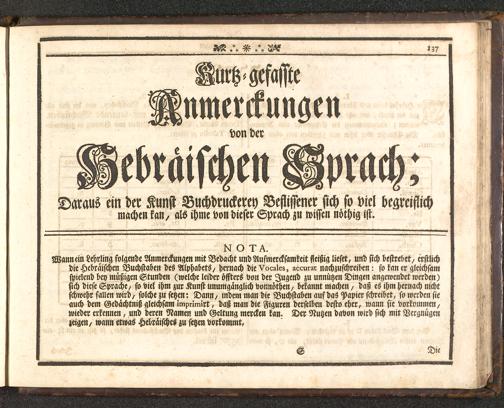 137
Kurtz-gefasste
Anmerckungen
von der
Hebräischen Sprach;
Daraus ein der Kunst Buchdruckerey Beflissener sich so viel begreiflich
machen kan, als ihme von dieser Sprach zu wissen nöthig ist.
NOTA.
Wann ein Lehrling folgende Anmerckungen mit Bedacht und Aufmercksamkeit fleißig lieset, und sich bestrebet, erstlich
die Hebräischen Buchstaben des Alphabets, hernach die Vocales, accurat nachzuschreiben: so kan er gleichsam
spielend bey müßigen Stunden (welche leider öffters von der Jugend zu unnützen Dingen angewendet werden)
sich diese Sprache, so viel ihm zur Kunst unumgänglich vonnöthen, bekannt machen, daß es ihm hernach nicht
schwehr fallen wird, solche zu setzen: Dann, indem man die Buchstaben auf das Papier schreibet, so werden sie
auch dem Gedächtnüß gleichsam imprimirt, daß man die Figuren derselben desto eher, wann sie vorkommen,
wieder erkennen, und deren Namen und Geltung mercken kan. Der Nutzen davon wird sich mit Vergnügen
zeigen, wann etwas Hebräisches zu setzen vorkommt.
S Die